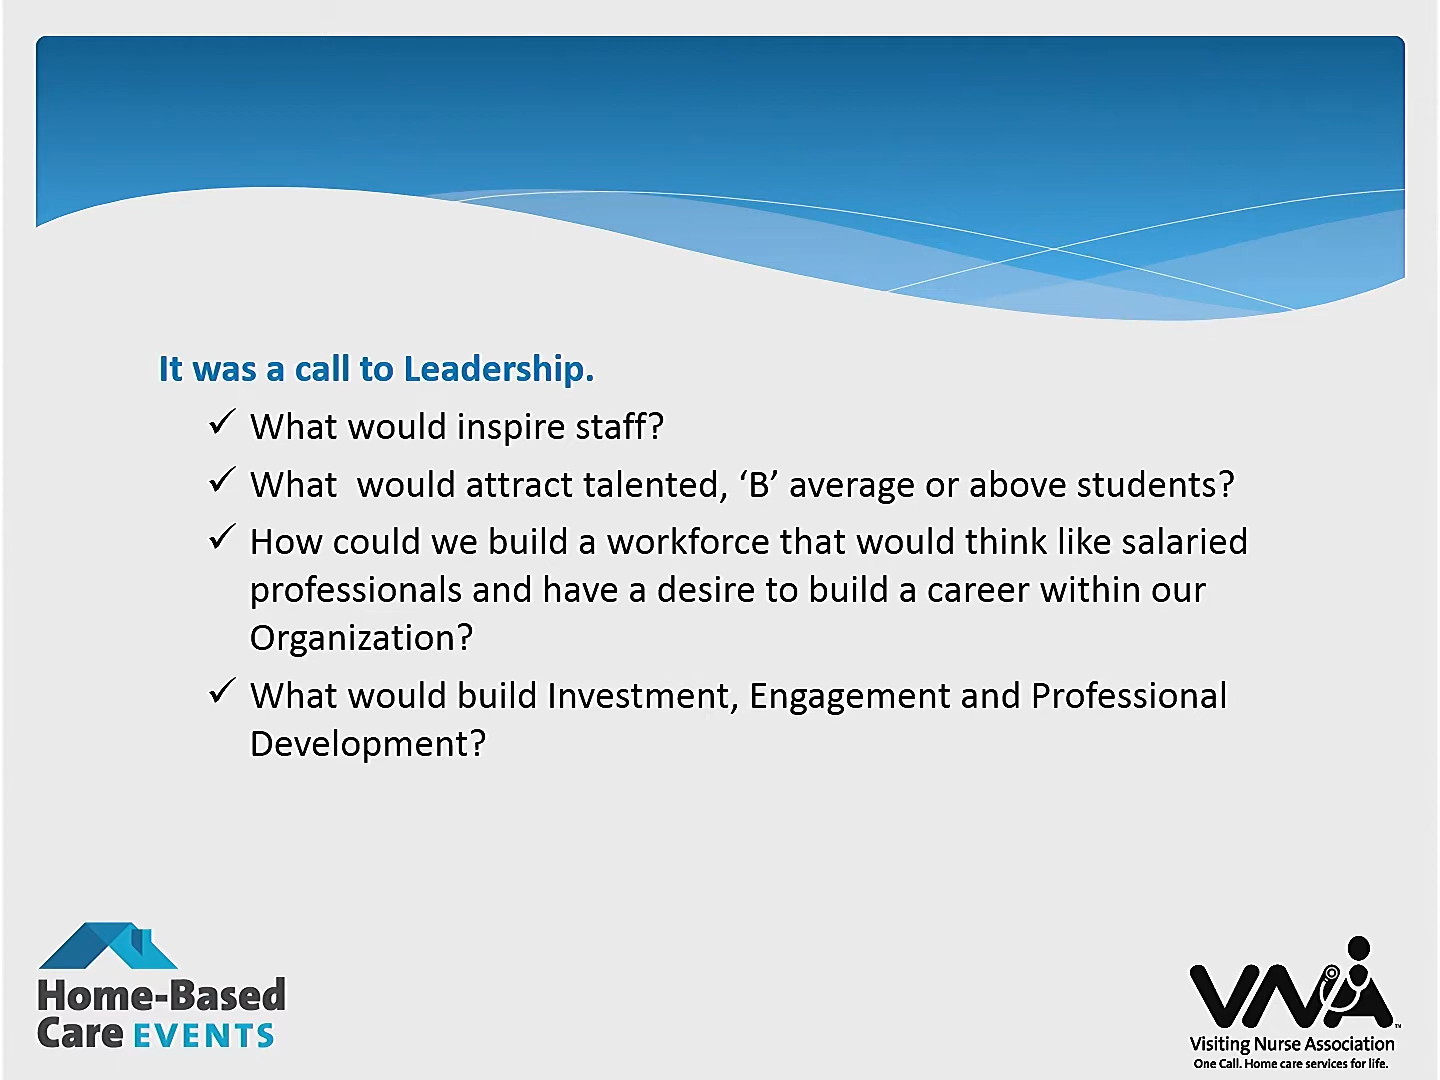 It was a call to Leadership.
✓ What would inspire staff?
✓ What  would attract talented, ‘B’ average or above students?
✓ How could we build a workforce that would think like salaried
professionals and have a desire to build a career within our
Organization?
✓ What would build Investment, Engagement and Professional
Development?
Home-Based
Care EVENTS
VNA™
Visiting Nurse Association
One Call. Home care services for life.